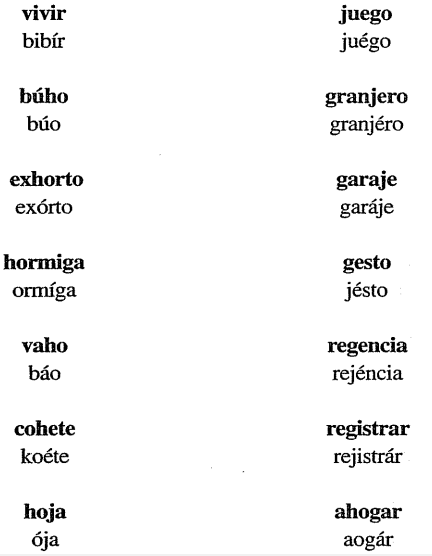 vivir
bibír
búho
búo
exhorto
exórto
hormiga
ormíga
vaho
báo
cohete
koéte
hoja
ója
juego
juégo
granjero
granjéro
garaje
garáje
gesto
jésto
regencia
rejéncia
registrar
rejistrár
ahogar
aogár